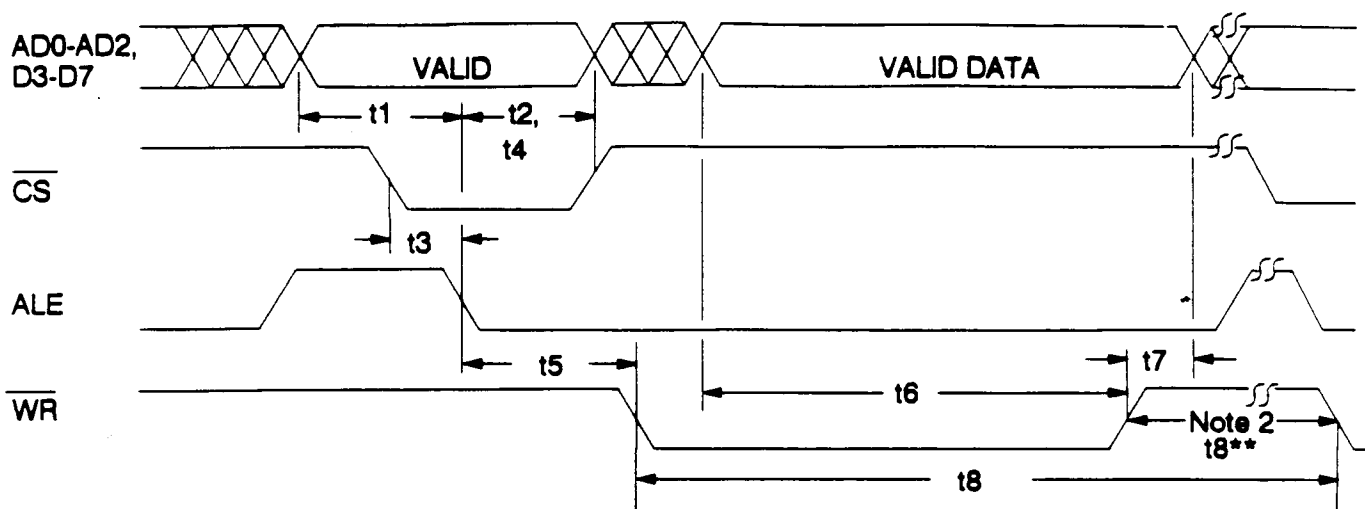 AD0-AD2,
D3-D7
VALID
VALID DATA
t1
t2,
t4
CS
t3
ALE
t5
t7
t6
WR
Note 2
t8**
t8